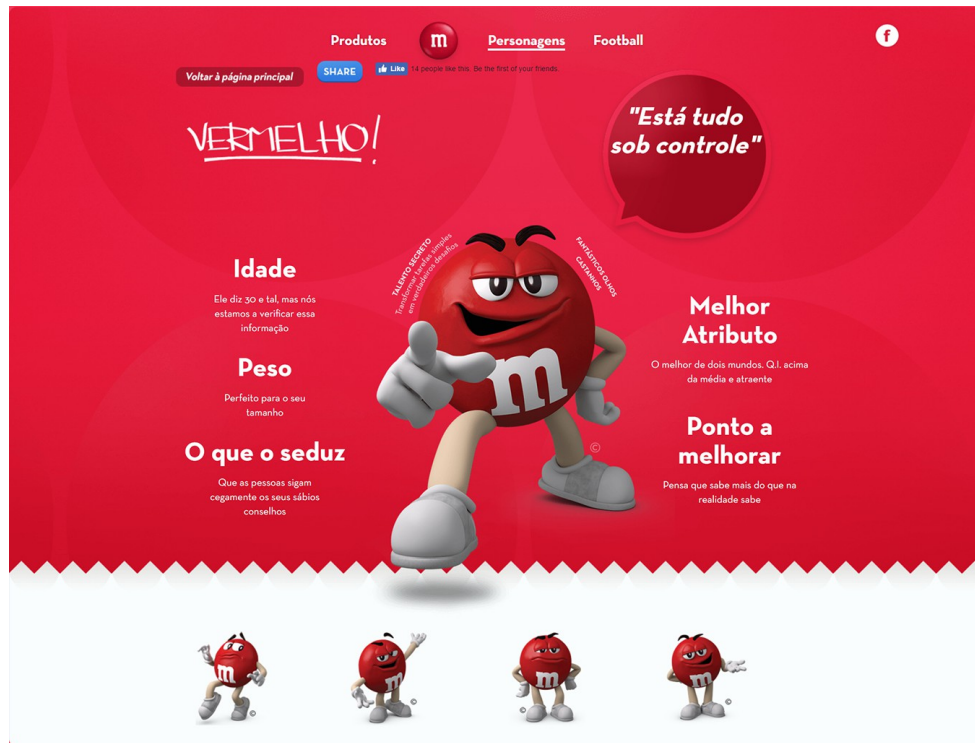 Produtos
m
Personagens
Football
f
Voltar à página principal
SHARE
Like
14 people like this. Be the first of your friends.
VERMELHO!
"Está tudo
sob controle"
TALENTO SECRETO
Transformar tarefas simples
em verdadeiros desafios
FANTÁSTICOS OLHOS
CASTANHOS
Idade
Ele diz 30 e tal, mas nós
estamos a verificar essa
informação
Peso
Perfeito para o seu
tamanho
O que o seduz
Que as pessoas sigam
cegamente os seus sábios
conselhos
m
©
Melhor
Atributo
O melhor de dois mundos. Q.I. acima
da média e atraente
Ponto a
melhorar
Pensa que sabe mais do que na
realidade sabe
m
©
m
©
m
©
m
©